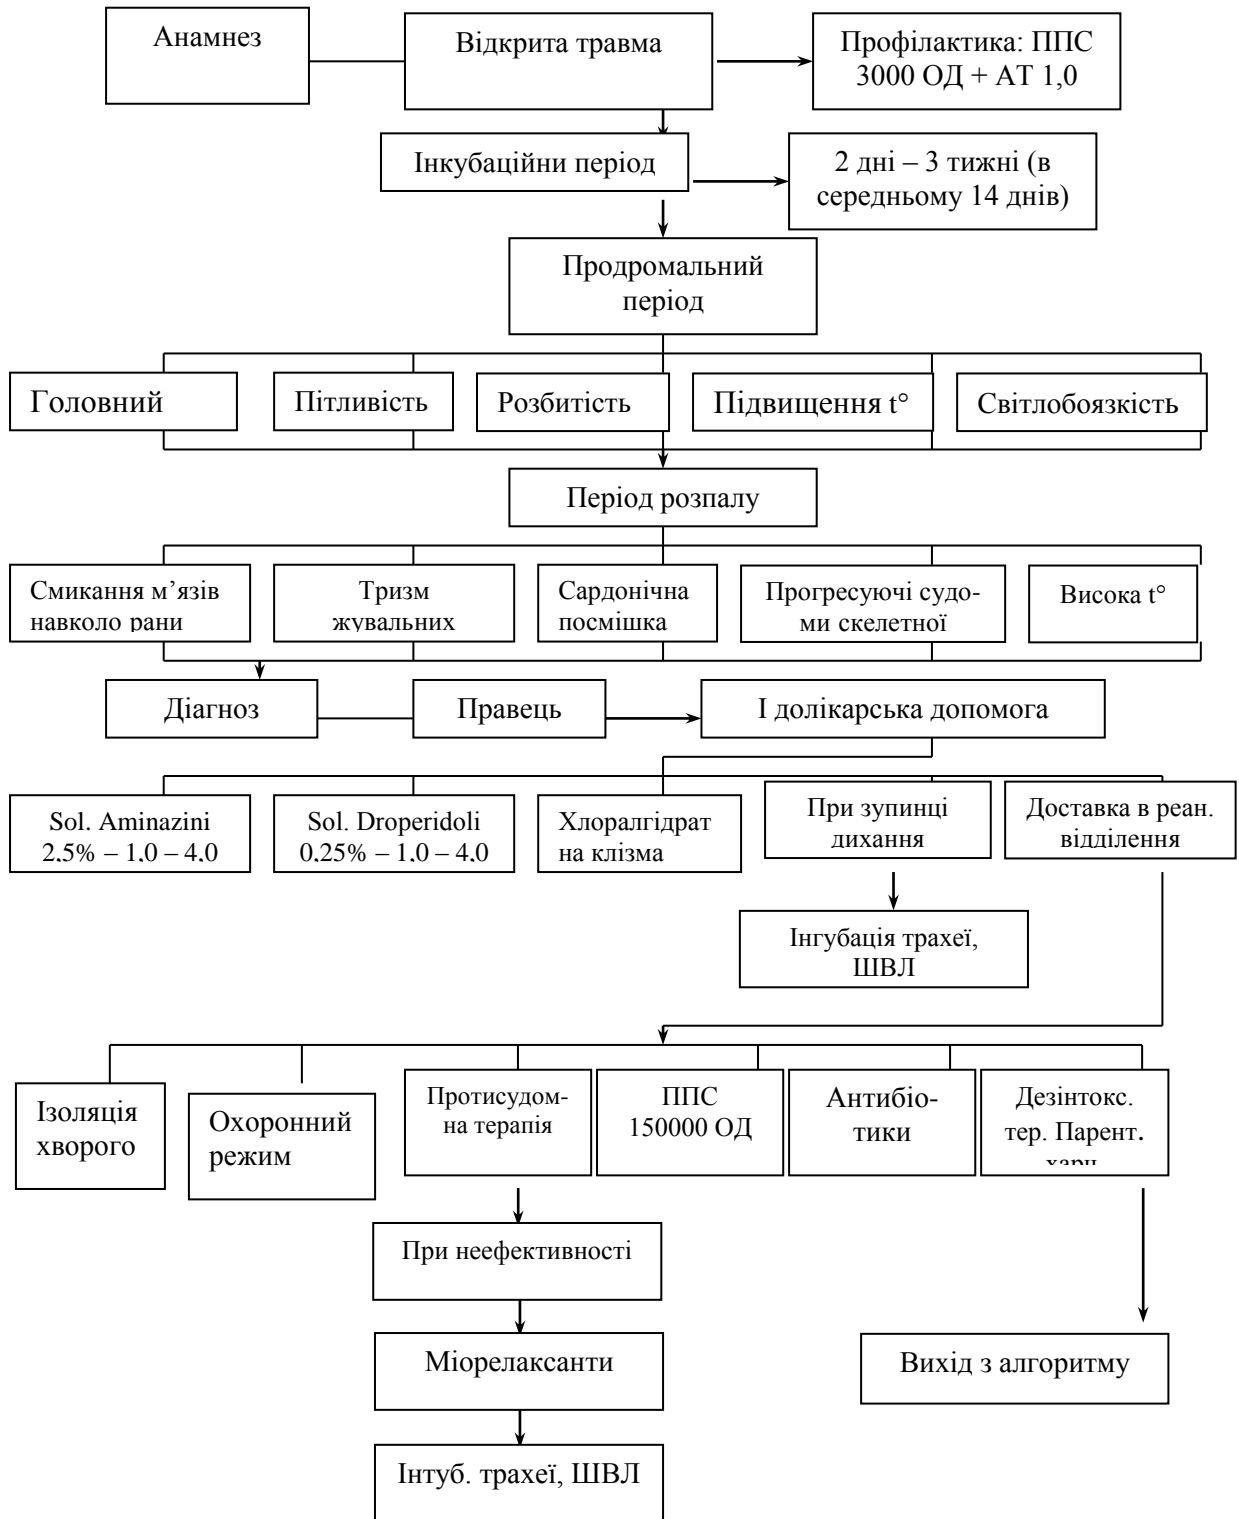 Анамнез
Відкрита травма
Профілактика: ППС
3000 ОД + АТ 1,0
Інкубаційни період
2 дні – 3 тижні (в
середньому 14 днів)
Продромальний
період
Головний
Пітливість
Розбитість
Підвищення t°
Світлобоязкість
Період розпалу
Смикання м’язів
навколо рани
Тризм
жувальних
Сардонічна
посмішка
Прогресуючі судо-
ми скелетної
Висока t°
Діагноз
Правець
І долікарська допомога
Sol. Aminazini
2,5% – 1,0 – 4,0
Sol. Droperidoli
0,25% – 1,0 – 4,0
Хлоралгідрат
на клізма
При зупинці
дихання
Доставка в реан.
відділення
Інгубація трахеї,
ШВЛ
Ізоляція
хворого
Охоронний
режим
Протисудом-
на терапія
ППС
150000 ОД
Антибіо-
тики
Дезінтокс.
тер. Парент.
харч
При неефективності
Міорелаксанти
Вихід з алгоритму
Інтуб. трахеї, ШВЛ